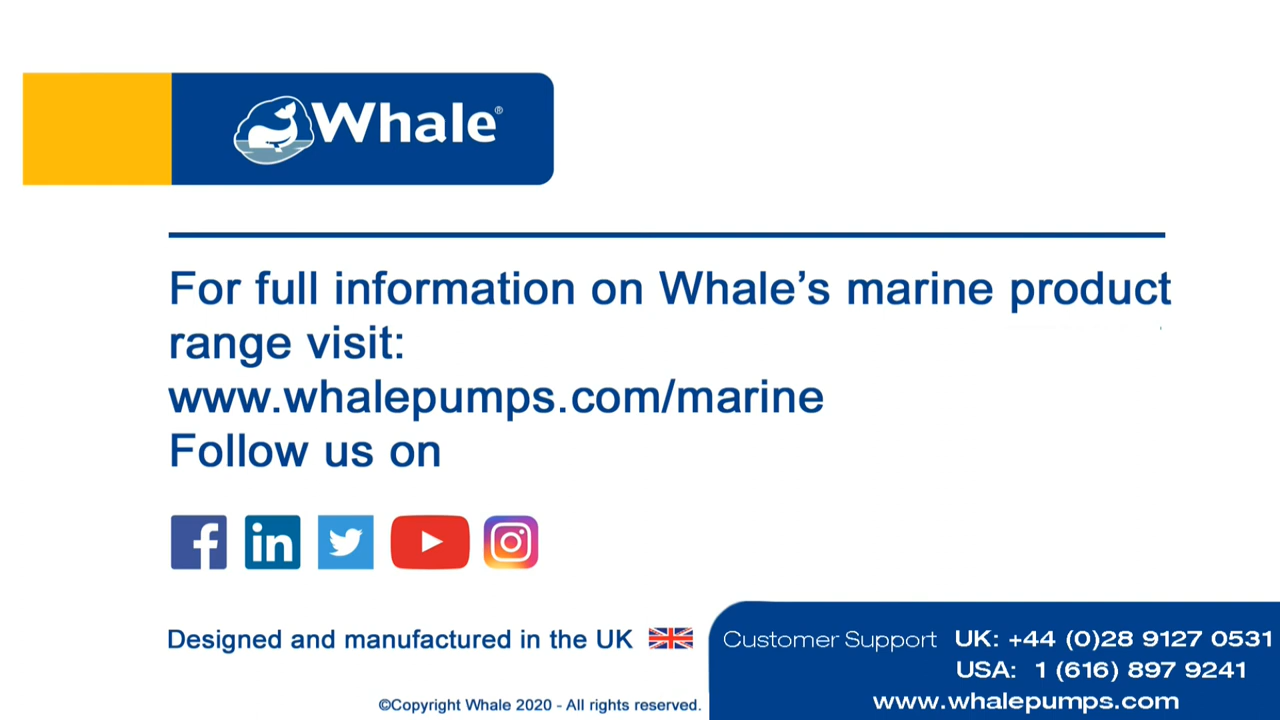 Whale®
For full information on Whale’s marine product
range visit:
www.whalepumps.com/marine
Follow us on
f in
Designed and manufactured in the UK
Customer Support UK: +44 (0)28 9127 0531
USA: 1 (616) 897 9241
www.whalepumps.com
©Copyright Whale 2020 - All rights reserved.